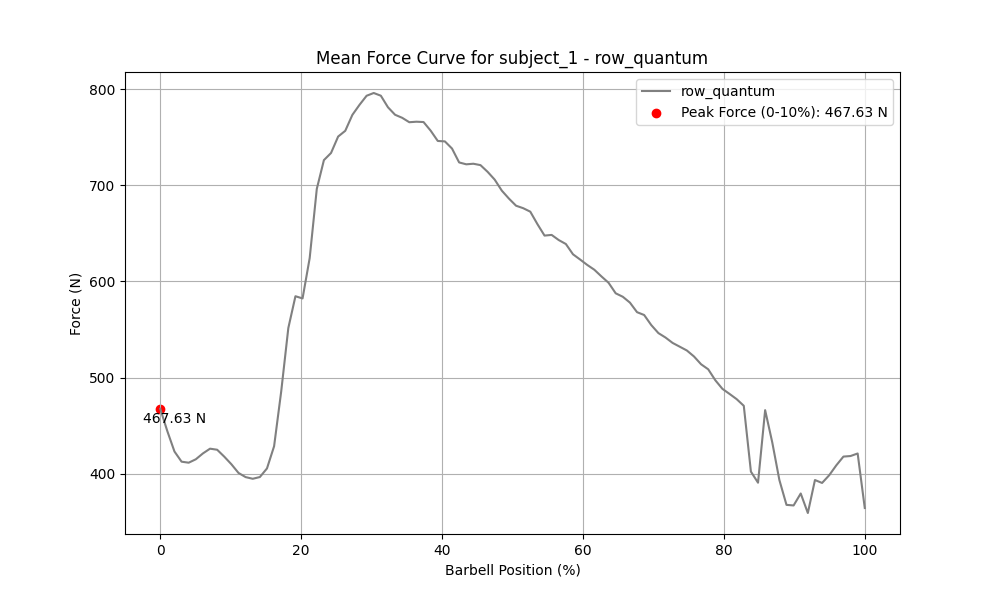 Mean Force Curve for subject_1 - row_quantum
row_quantum
Peak Force (0-10%): 467.63 N
800
700
600
500
400
Force (N)
467.63 N
0
20
40
60
80
100
Barbell Position (%)